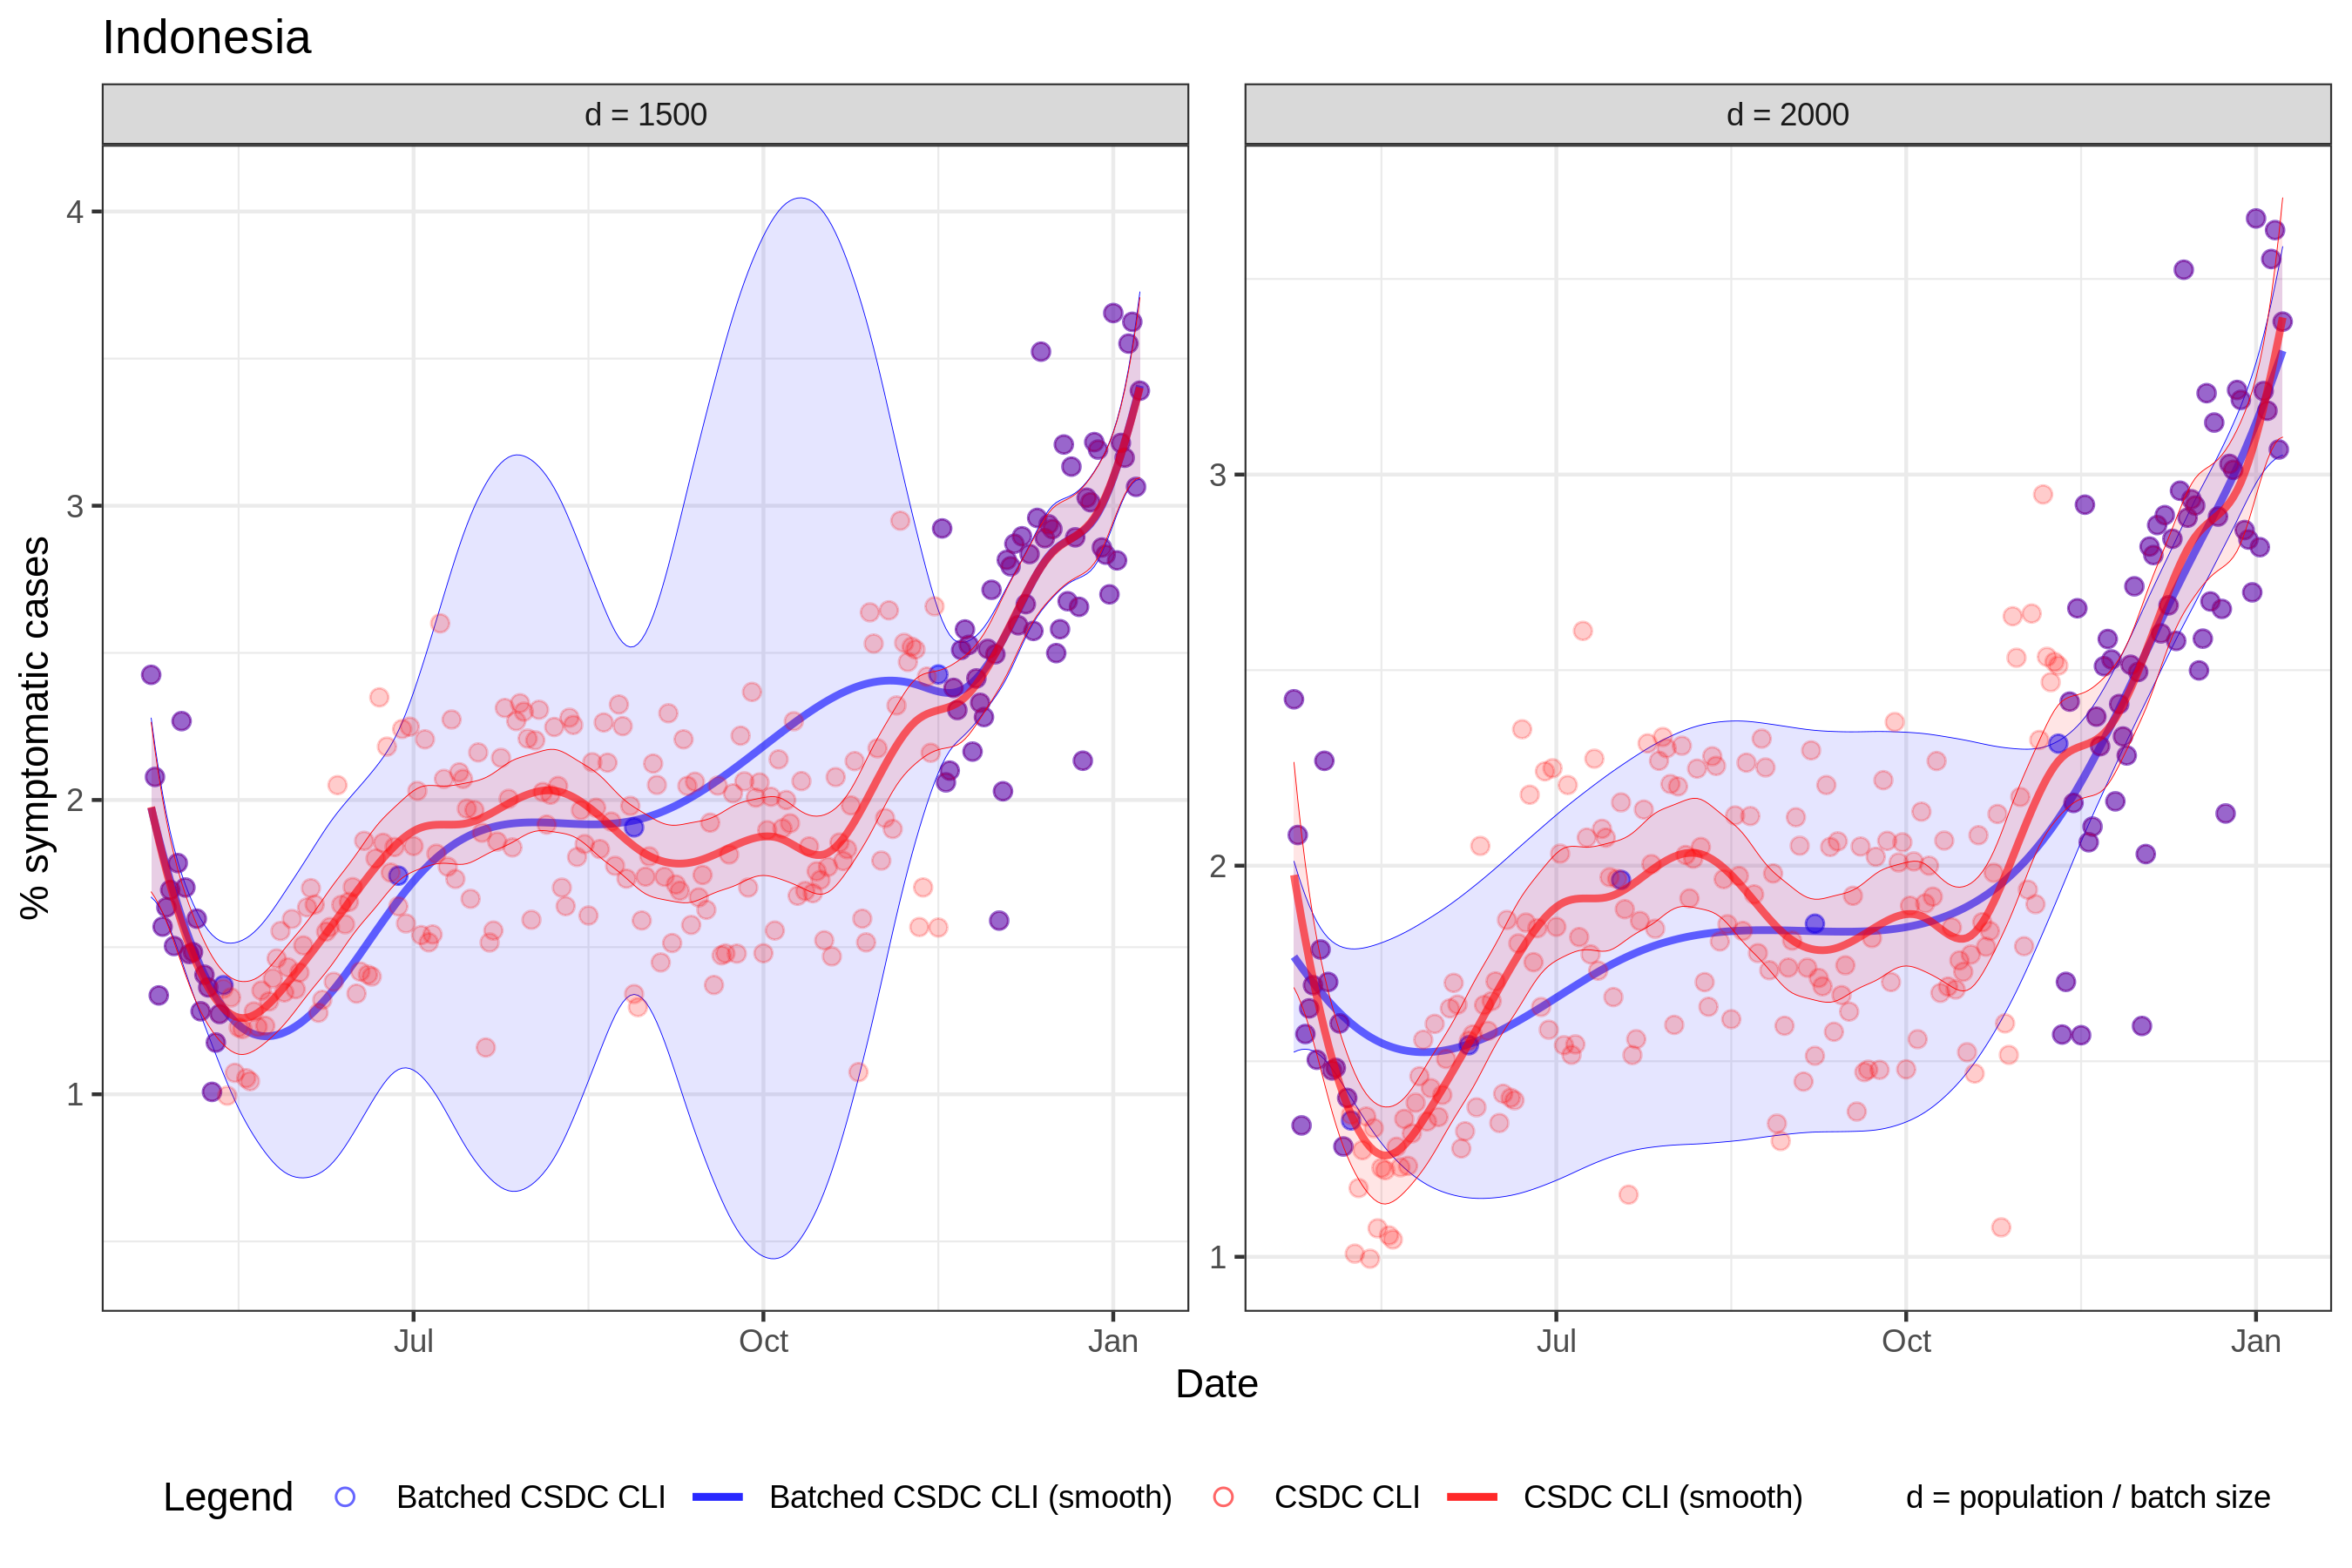 Indonesia
d = 1500
d = 2000
% symptomatic cases
4
3
2
1
3
2
1
Jul
Oct
Jan
Jul
Oct
Jan
Date
Legend
Batched CSDC CLI
Batched CSDC CLI (smooth)
CSDC CLI
CSDC CLI (smooth)
d = population / batch size